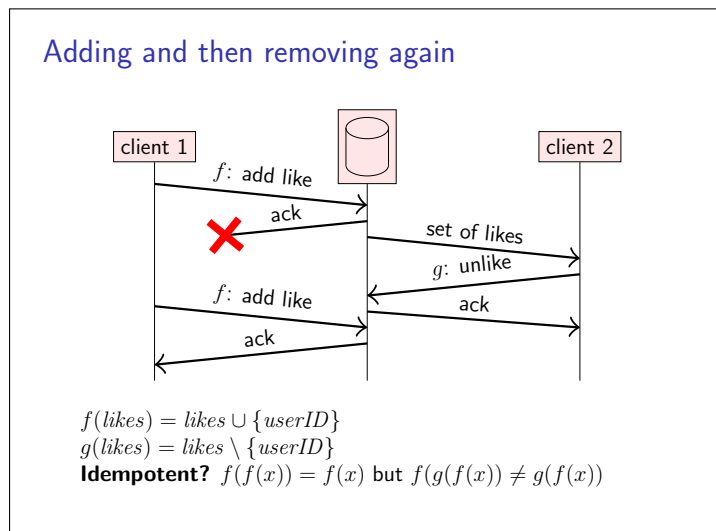 Adding and then removing again
client 1
client 2
f: add like
ack
set of likes
g: unlike
f: add like
ack
ack
f(likes) = likes ∪ {userID}
g(likes) = likes \ {userID}
Idempotent? f(f(x)) = f(x) but f(g(f(x)) ≠ g(f(x))